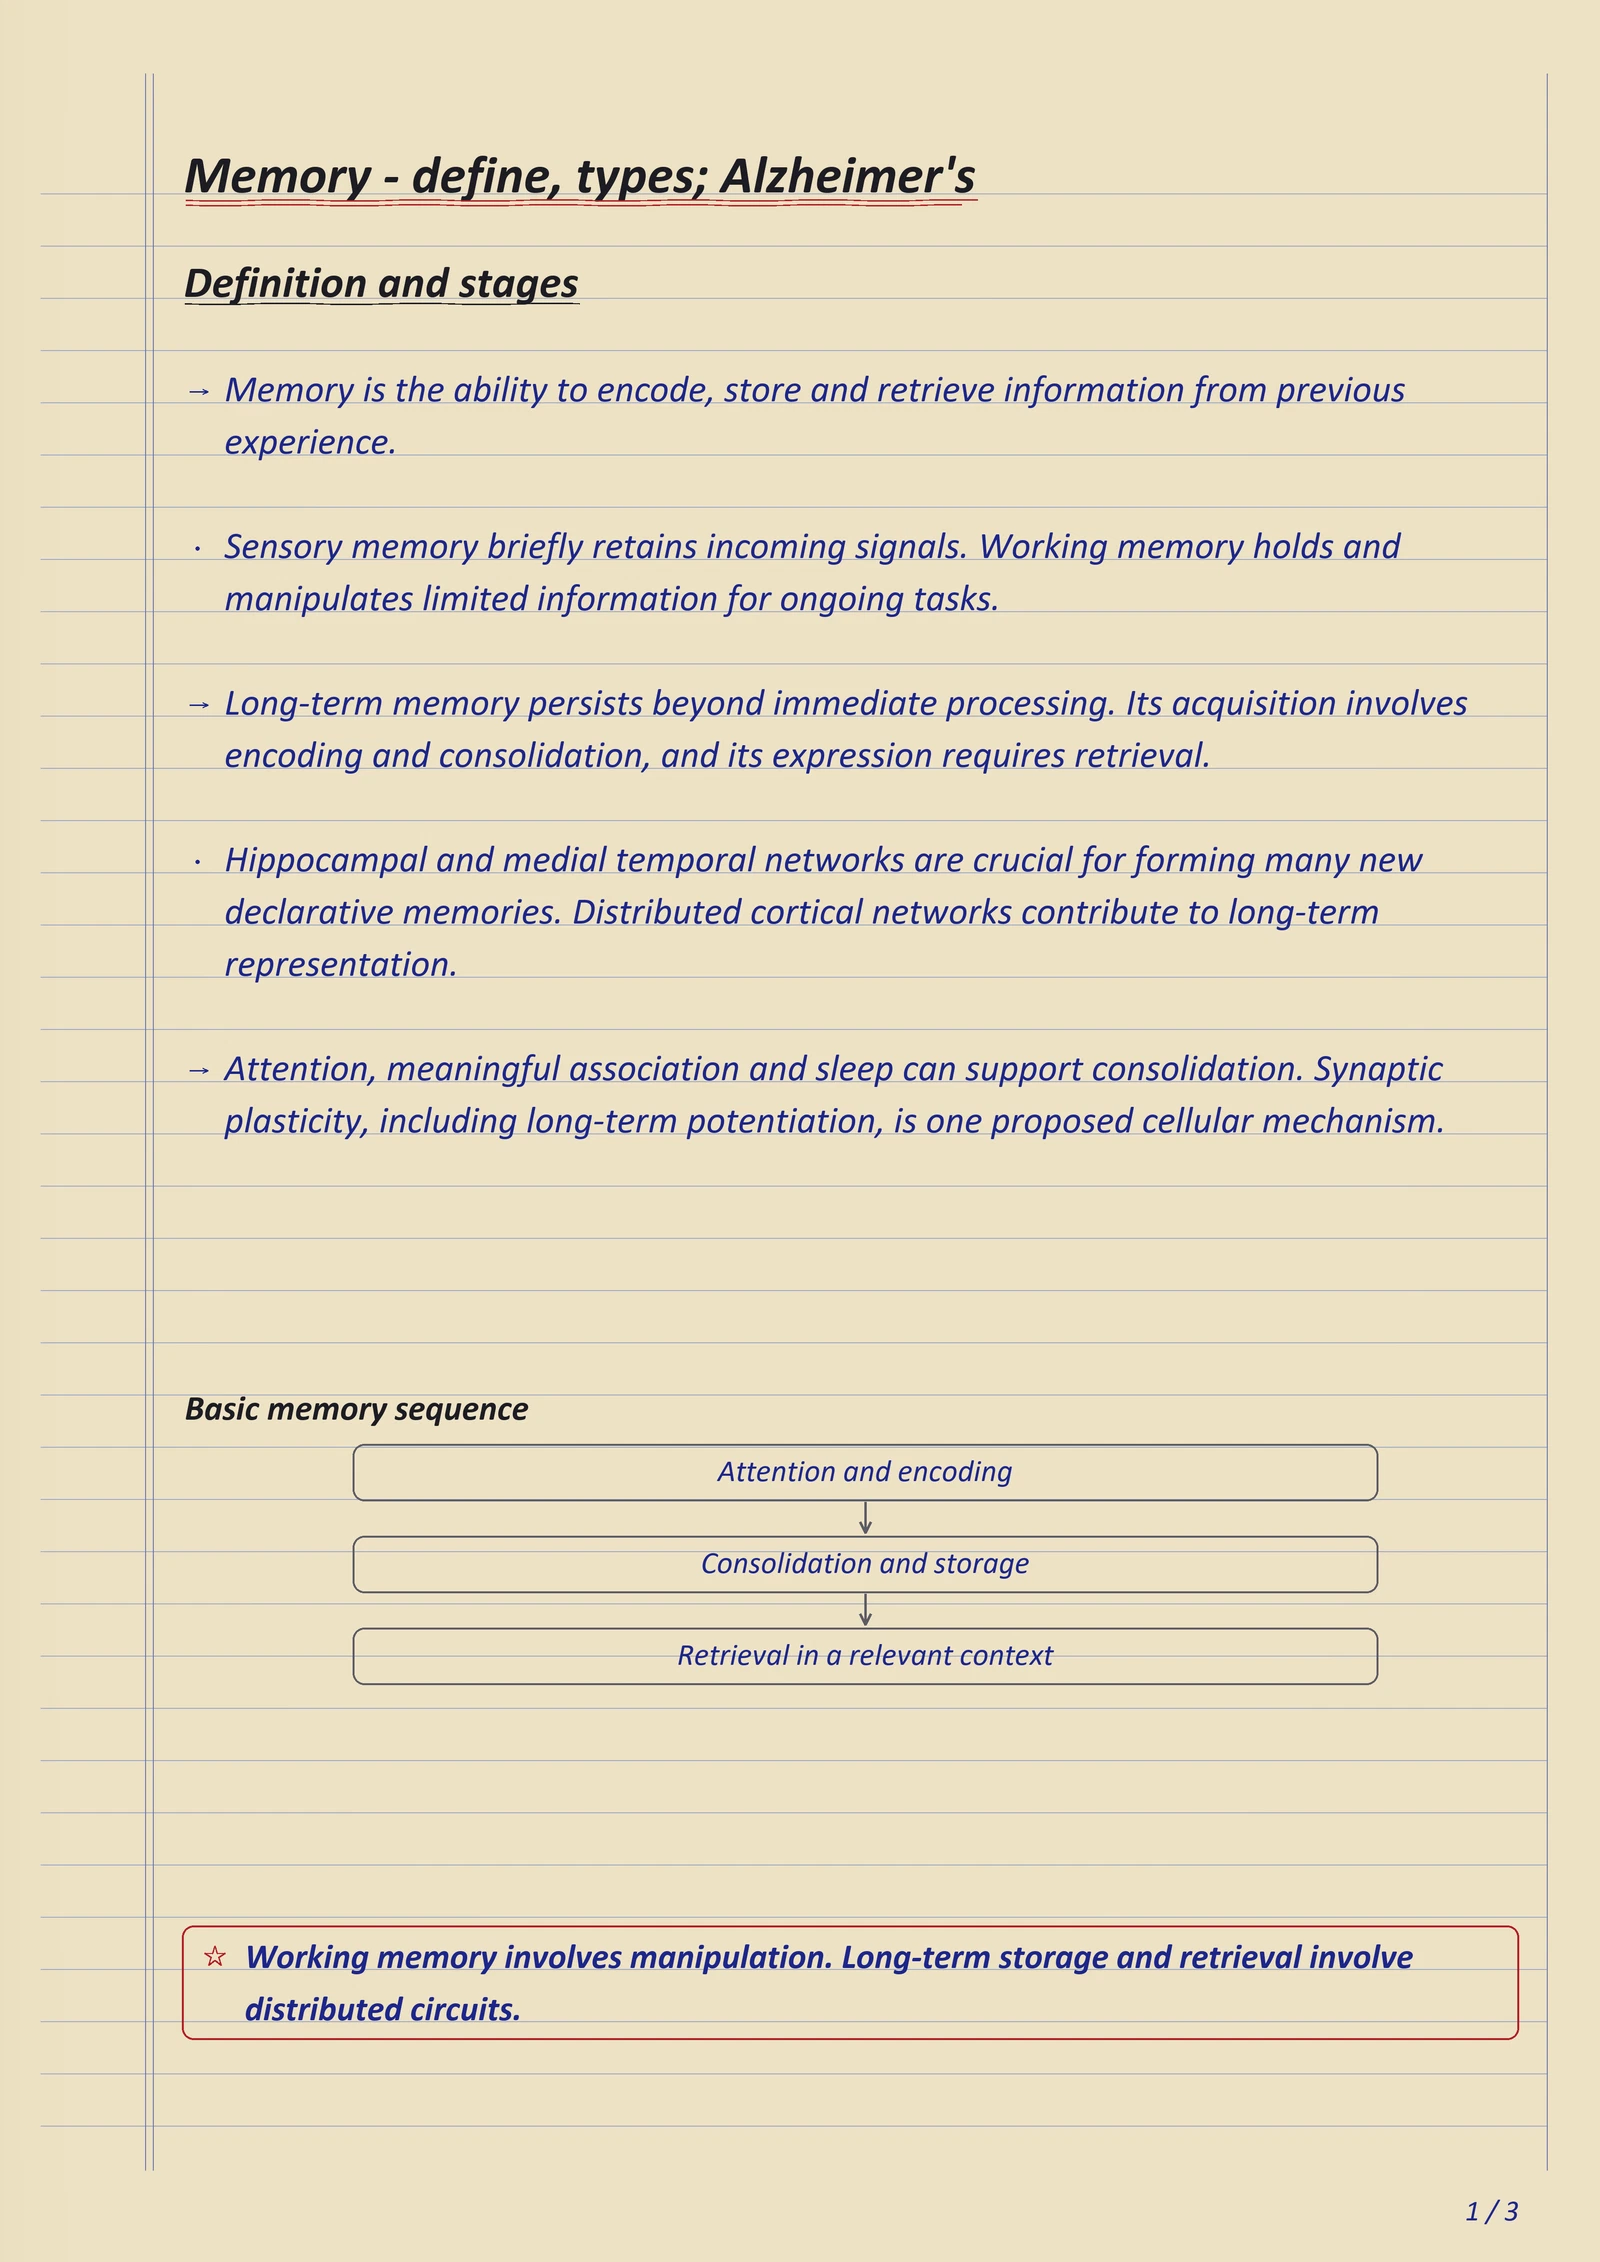 Memory - define, types; Alzheimer's
Definition and stages
→ Memory is the ability to encode, store and retrieve information from previous
experience.
· Sensory memory briefly retains incoming signals. Working memory holds and
manipulates limited information for ongoing tasks.
→ Long-term memory persists beyond immediate processing. Its acquisition involves
encoding and consolidation, and its expression requires retrieval.
· Hippocampal and medial temporal networks are crucial for forming many new
declarative memories. Distributed cortical networks contribute to long-term
representation.
→ Attention, meaningful association and sleep can support consolidation. Synaptic
plasticity, including long-term potentiation, is one proposed cellular mechanism.
Basic memory sequence
Attention and encoding
Consolidation and storage
Retrieval in a relevant context
☆ Working memory involves manipulation. Long-term storage and retrieval involve
distributed circuits.
1 / 3